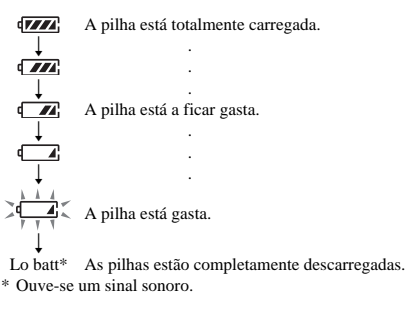 A pilha está totalmente carregada.
.
.
.
A pilha está a ficar gasta.
.
.
.
A pilha está gasta.
Lo batt* As pilhas estão completamente descarregadas.
* Ouve-se um sinal sonoro.